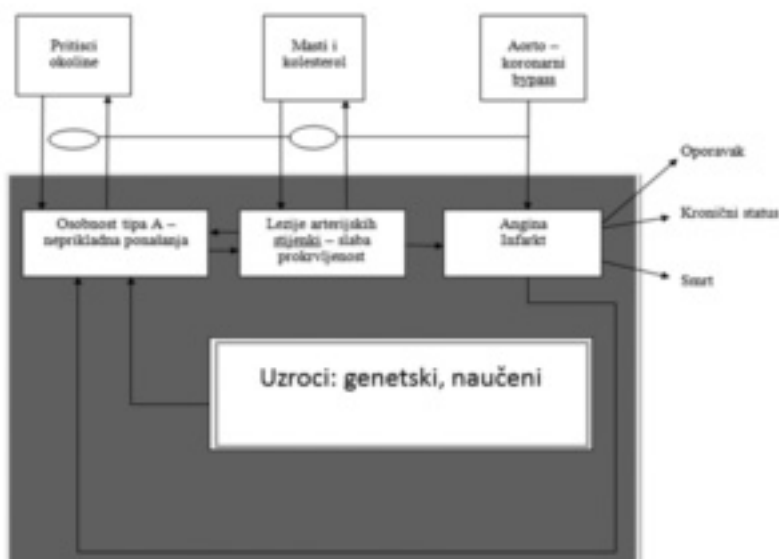 Pritisci
okoline
Masti i
kolesterol
Aorto –
koronarni
bypass
Oporavak
Kronični status
Smrt
Osobnost tipa A –
neprikladna ponašanja
Lezije arterijskih
stijenki – slaba
prokrvljenost
Angina
Infarkt
Uzroci: genetski, naučeni